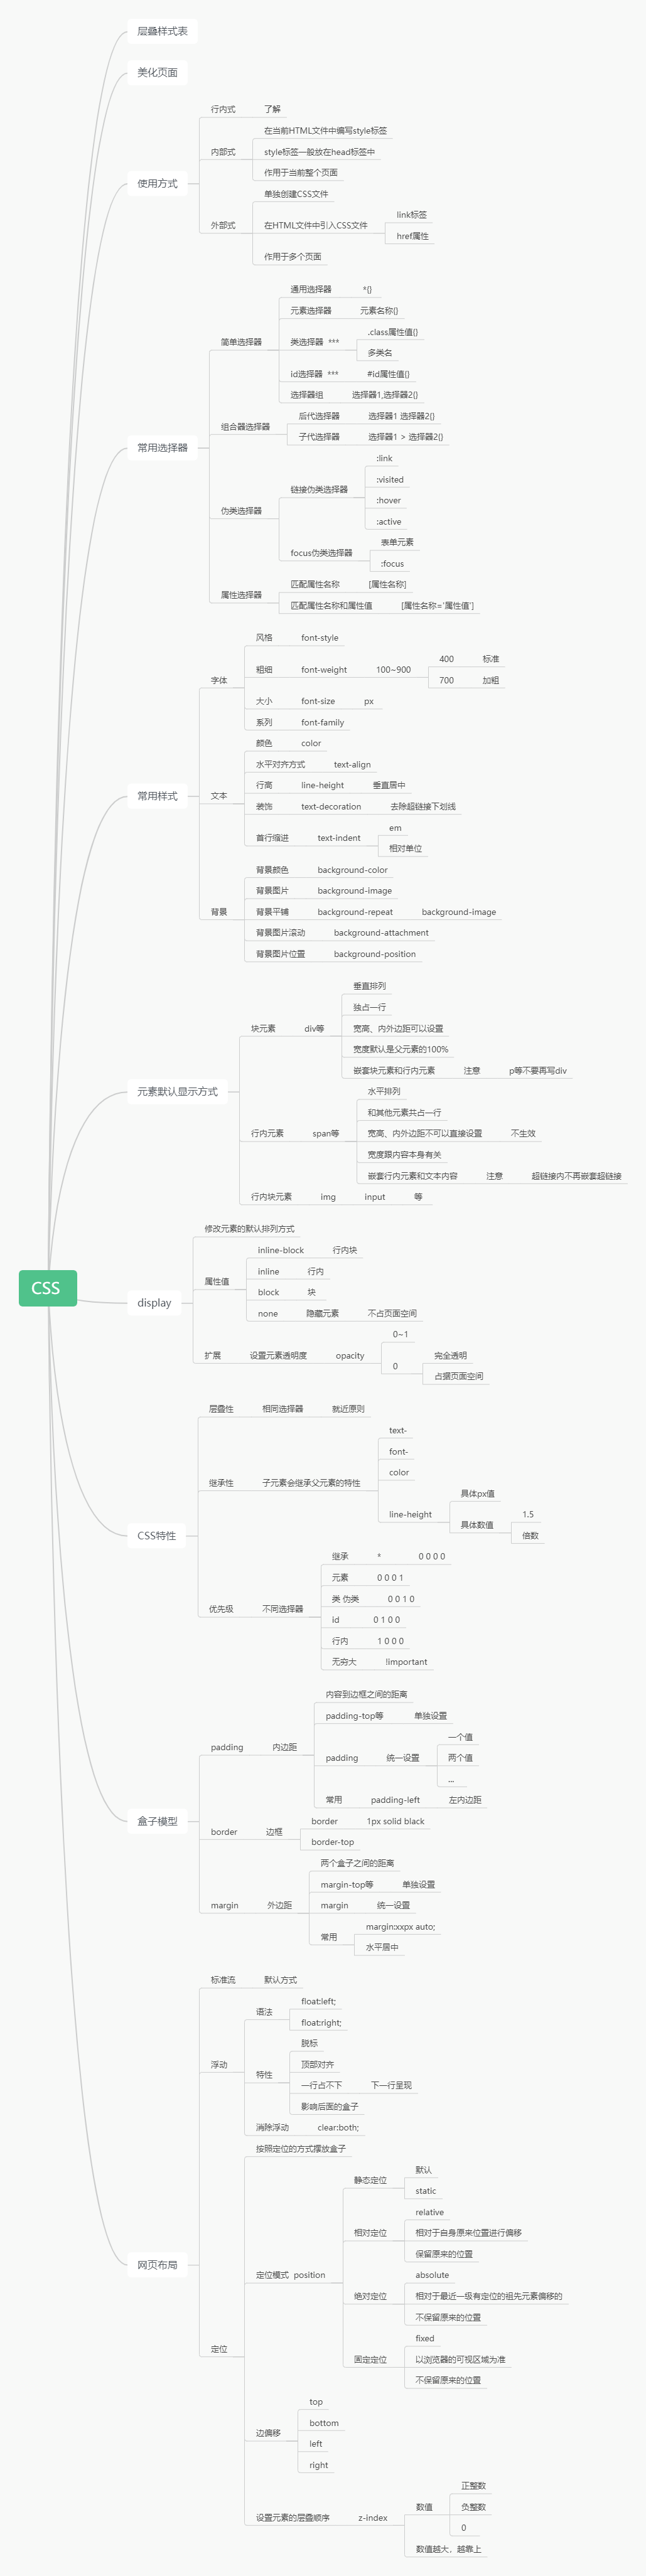 层叠样式表
美化页面
行内式 了解
在当前HTML文件中编写style标签
内部式 style标签一般放在head标签中
使用方式 作用于当前整个页面
单独创建CSS文件
link标签
外部式 在HTML文件中引入CSS文件
href属性
作用于多个页面
通用选择器 *{}
元素选择器 元素名称{}
.class属性值{}
简单选择器 类选择器 ***
多类名
id选择器 *** #id属性值{}
选择器组 选择器1,选择器2{}
后代选择器 选择器1 选择器2{}
组合器选择器
子代选择器 选择器1 > 选择器2{}
常用选择器
:link
:visited
链接伪类选择器
:hover
伪类选择器
:active
表单元素
focus伪类选择器
:focus
匹配属性名称 [属性名称]
属性选择器
匹配属性名称和属性值 [属性名称='属性值']
风格 font-style
400 标准
粗细 font-weight 100~900
字体 700 加粗
大小 font-size px
系列 font-family
颜色 color
水平对齐方式 text-align
行高 line-height 垂直居中
常用样式 文本
装饰 text-decoration 去除超链接下划线
em
首行缩进 text-indent
相对单位
背景颜色 background-color
背景图片 background-image
背景 背景平铺 background-repeat background-image
背景图片滚动 background-attachment
背景图片位置 background-position
垂直排列
独占一行
块元素 div等 宽高、内外边距可以设置
宽度默认是父元素的100%
嵌套块元素和行内元素 注意 p等不要再写div
元素默认显示方式 水平排列
和其他元素共占一行
行内元素 span等 宽高、内外边距不可以直接设置 不生效
宽度跟内容本身有关
嵌套行内元素和文本内容 注意 超链接内不再嵌套超链接
行内块元素 img input 等
修改元素的默认排列方式
inline-block 行内块
属性值 inline 行内
CSS
display block 块
none 隐藏元素 不占页面空间
0~1
扩展 设置元素透明度 opacity 完全透明
0
占据页面空间
层叠性 相同选择器 就近原则
text-
font-
继承性 子元素会继承父元素的特性 color
具体px值
line-height 1.5
具体数值
CSS特性 倍数
继承 * 0 0 0 0
元素 0 0 0 1
类 伪类 0 0 1 0
优先级 不同选择器
id 0 1 0 0
行内 1 0 0 0
无穷大 !important
内容到边框之间的距离
padding-top等 单独设置
一个值
padding 内边距
padding 统一设置 两个值
...
常用 padding-left 左内边距
盒子模型
border 1px solid black
border 边框
border-top
两个盒子之间的距离
margin-top等 单独设置
margin 外边距 margin 统一设置
margin:xxpx auto;
常用
水平居中
标准流 默认方式
float:left;
语法
float:right;
脱标
浮动 顶部对齐
特性
一行占不下 下一行呈现
影响后面的盒子
消除浮动 clear:both;
按照定位的方式摆放盒子
默认
静态定位
static
relative
相对定位 相对于自身原来位置进行偏移
保留原来的位置
网页布局
定位模式 position absolute
绝对定位 相对于最近一级有定位的祖先元素偏移的
不保留原来的位置
fixed
定位 固定定位 以浏览器的可视区域为准
不保留原来的位置
top
bottom
边偏移
left
right
正整数
数值 负整数
设置元素的层叠顺序 z-index
0
数值越大，越靠上